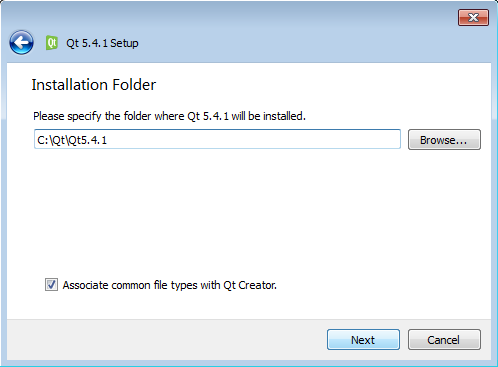 Qt Qt 5.4.1 Setup
Installation Folder
Please specify the folder where Qt 5.4.1 will be installed.
C:\Qt\Qt5.4.1
Browse...
Associate common file types with Qt Creator.
Next
Cancel